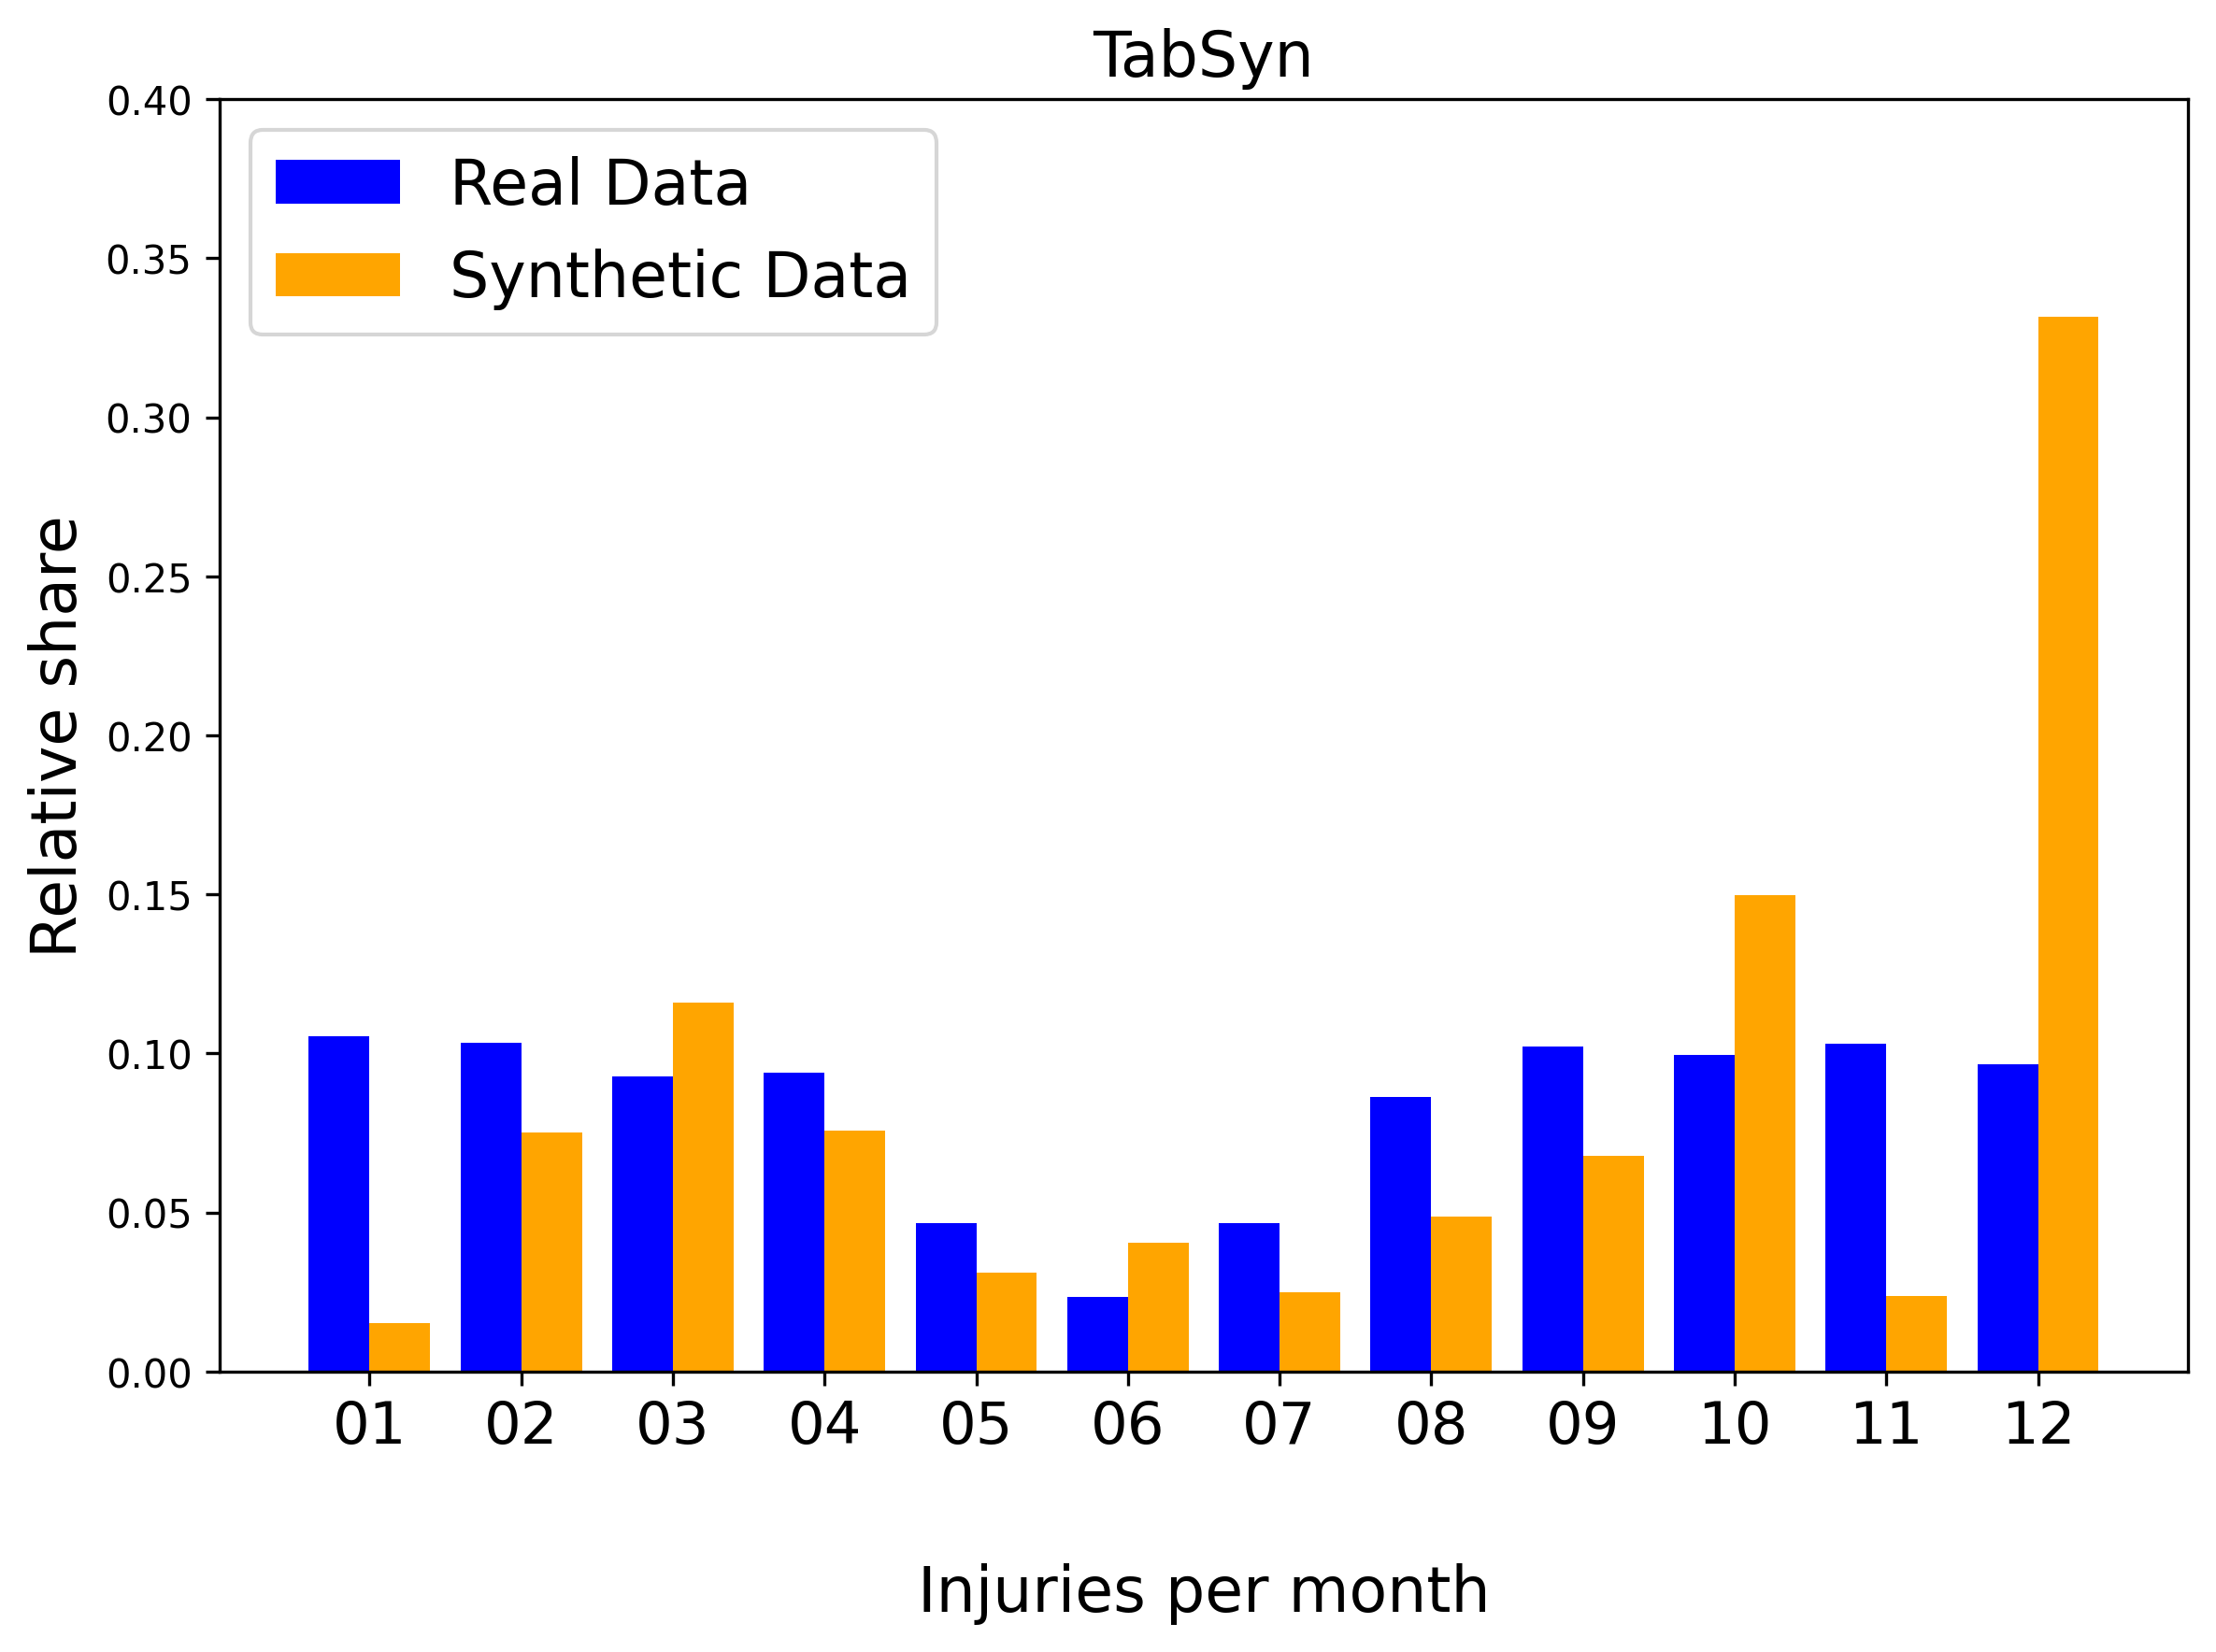 TabSyn
Real Data
Synthetic Data
Relative share
0.40
0.35
0.30
0.25
0.20
0.15
0.10
0.05
0.00
01 02 03 04 05 06 07 08 09 10 11 12
Injuries per month